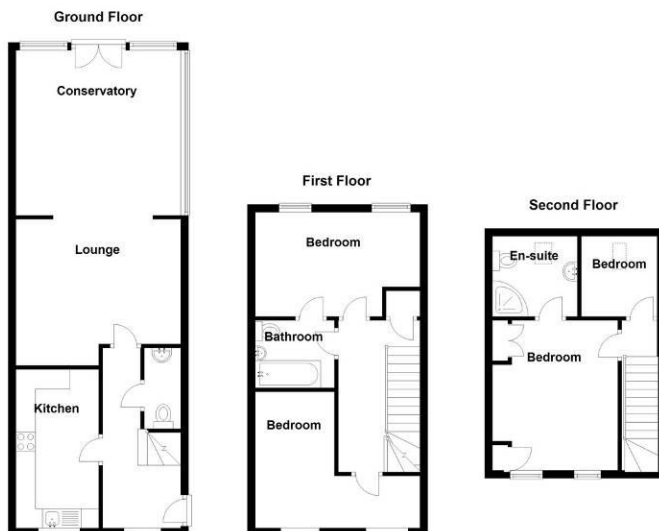 Ground Floor
Conservatory
Lounge
Kitchen
First Floor
Bedroom
Bathroom
Bedroom
Second Floor
En-suite
Bedroom
Bedroom